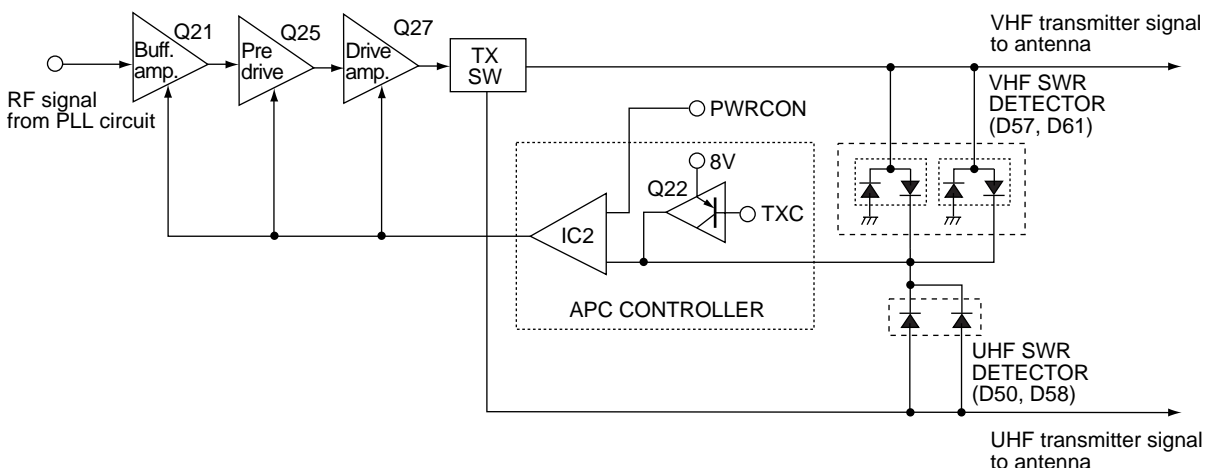 Buff.
amp.
Q21
Pre
drive
Q25
Drive
amp.
Q27
TX
SW
VHF transmitter signal
to antenna
RF signal
from PLL circuit
VHF SWR
DETECTOR
(D57, D61)
PWRCON
8V
Q22
TXC
IC2
APC CONTROLLER
UHF SWR
DETECTOR
(D50, D58)
UHF transmitter signal
to antenna